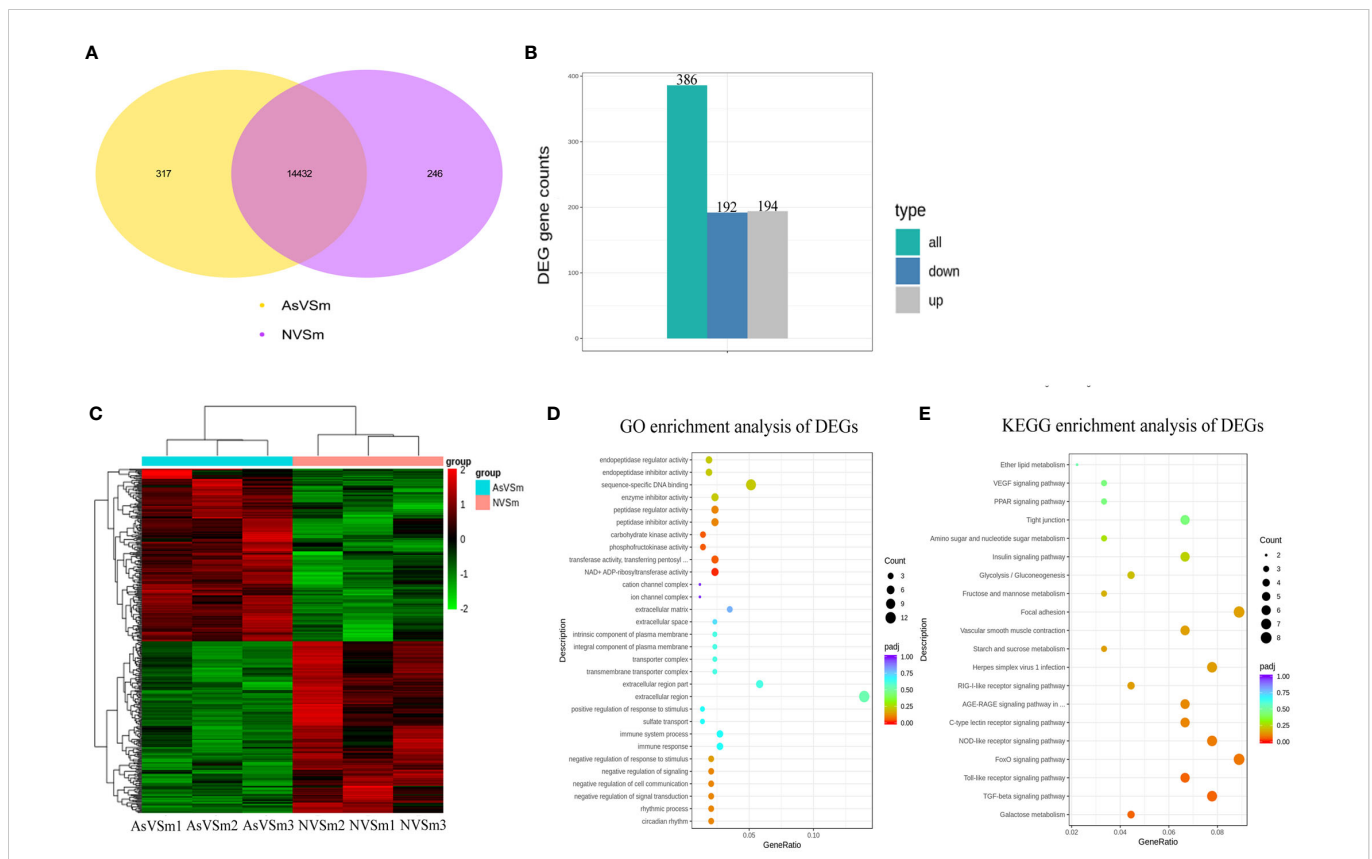 A
317
14432
246
AsVSm
NVSm
B
386
192
194
400
300
200
100
0
DEG gene counts
type
all
down
up
C
group
2
1
0
-1
-2
group
AsVSm
NVSm
AsVSm1 AsVSm2 AsVSm3 NVSm2 NVSm1 NVSm3
D
GO enrichment analysis of DEGs
Description
endopeptidase regulator activity
endopeptidase inhibitor activity
sequence-specific DNA binding
enzyme inhibitor activity
peptidase regulator activity
peptidase inhibitor activity
carbohydrate kinase activity
phosphofructokinase activity
transferase activity, transferring pentosyl ...
NAD+ ADP-ribosyltransferase activity
cation channel complex
ion channel complex
extracellular matrix
extracellular space
intrinsic component of plasma membrane
integral component of plasma membrane
transporter complex
transmembrane transporter complex
extracellular region part
extracellular region
positive regulation of response to stimulus
sulfate transport
immune system process
immune response
negative regulation of response to stimulus
negative regulation of signaling
negative regulation of cell communication
negative regulation of signal transduction
rhythmic process
circadian rhythm
0.05 0.10
GeneRatio
Count
3
6
9
12
padj
1.00
0.75
0.50
0.25
0.00
E
KEGG enrichment analysis of DEGs
Description
Ether lipid metabolism
VEGF signaling pathway
PPAR signaling pathway
Tight junction
Amino sugar and nucleotide sugar metabolism
Insulin signaling pathway
Glycolysis / Gluconeogenesis
Fructose and mannose metabolism
Focal adhesion
Vascular smooth muscle contraction
Starch and sucrose metabolism
Herpes simplex virus 1 infection
RIG-I-like receptor signaling pathway
AGE-RAGE signaling pathway in ...
C-type lectin receptor signaling pathway
NOD-like receptor signaling pathway
FoxO signaling pathway
Toll-like receptor signaling pathway
TGF-beta signaling pathway
Galactose metabolism
0.02 0.04 0.06 0.08
GeneRatio
Count
2
3
4
5
6
7
8
padj
1.00
0.75
0.50
0.25
0.00